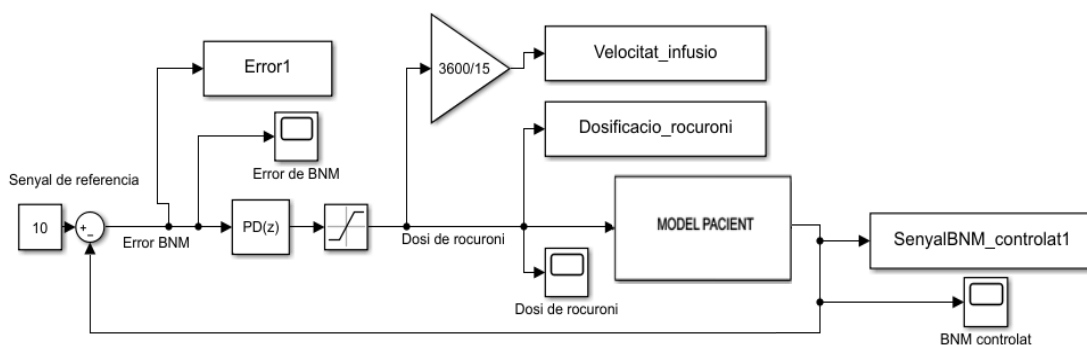 Error1
3600/15
Velocitat_infusio
Dosificacio_rocuroni
Error de BNM
Senyal de referencia
10
+
−
Error BNM
PD(z)
Dosi de rocuroni
MODEL PACIENT
SenyalBNM_controlat1
Dosi de rocuroni
BNM controlat